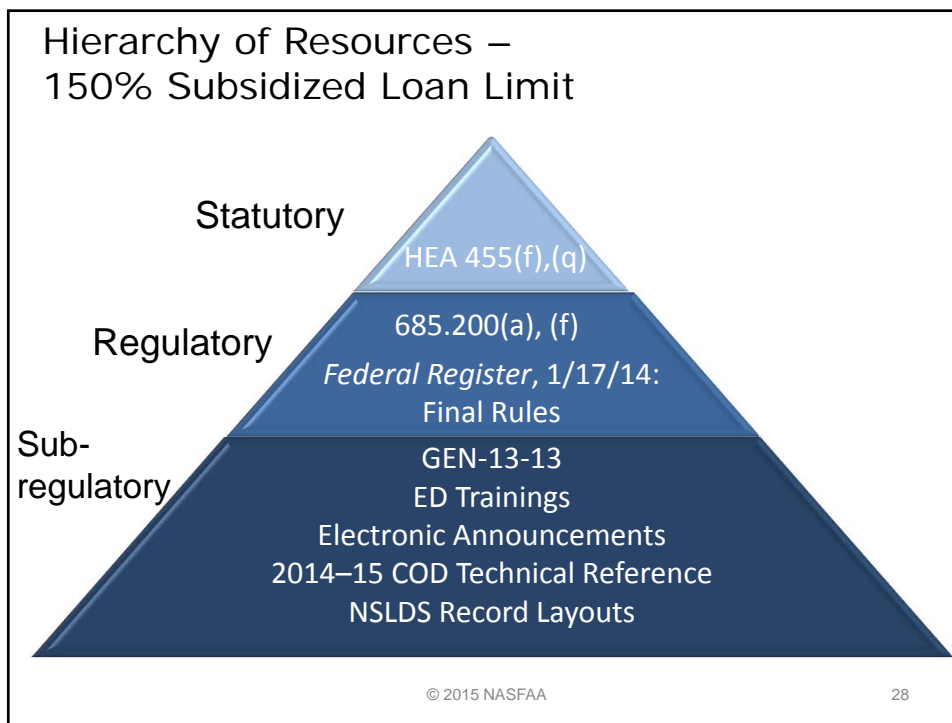 Hierarchy of Resources –
150% Subsidized Loan Limit
Statutory
HEA 455(f),(q)
Regulatory
685.200(a), (f)
Federal Register, 1/17/14:
Final Rules
Sub-
regulatory
GEN-13-13
ED Trainings
Electronic Announcements
2014–15 COD Technical Reference
NSLDS Record Layouts
© 2015 NASFAA
28